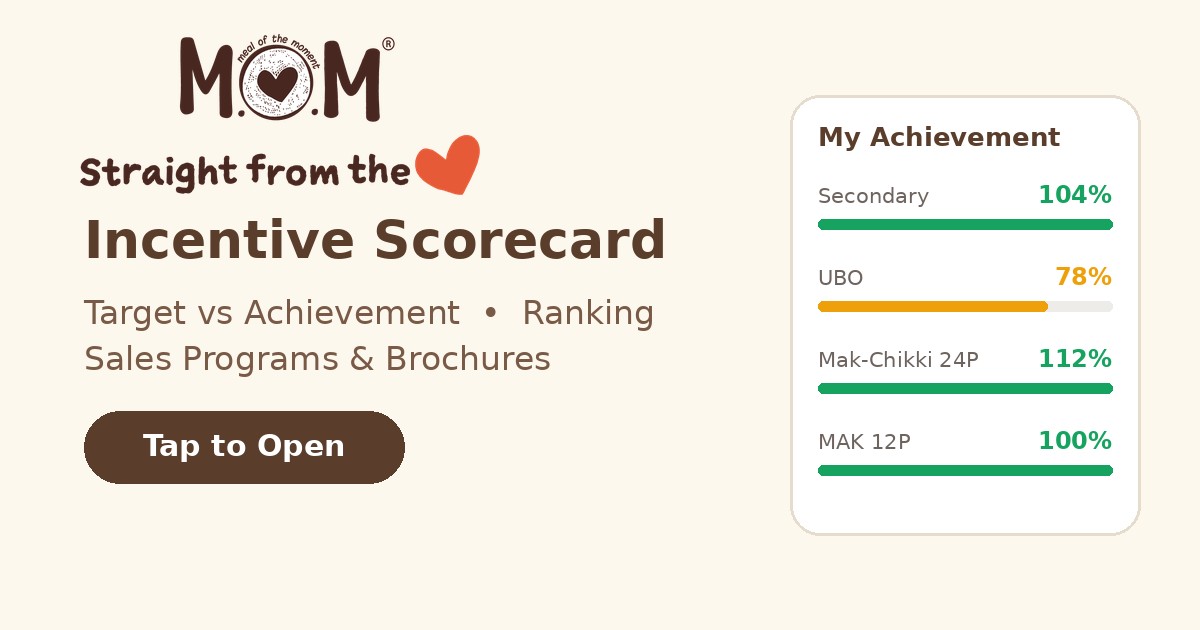 meal of the moment
M.O.M®
Straight from the
Incentive Scorecard
Target vs Achievement • Ranking
Sales Programs & Brochures
Tap to Open
My Achievement
Secondary 104%
UBO 78%
Mak-Chikki 24P 112%
MAK 12P 100%